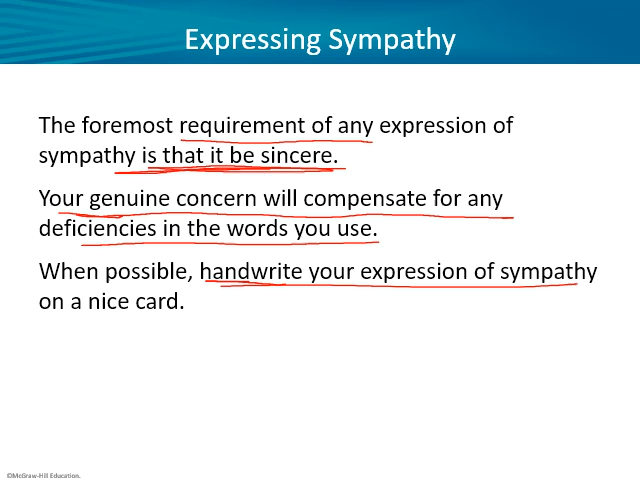 Expressing Sympathy
The foremost requirement of any expression of
sympathy is that it be sincere.
Your genuine concern will compensate for any
deficiencies in the words you use.
When possible, handwrite your expression of sympathy
on a nice card.
©McGraw-Hill Education.